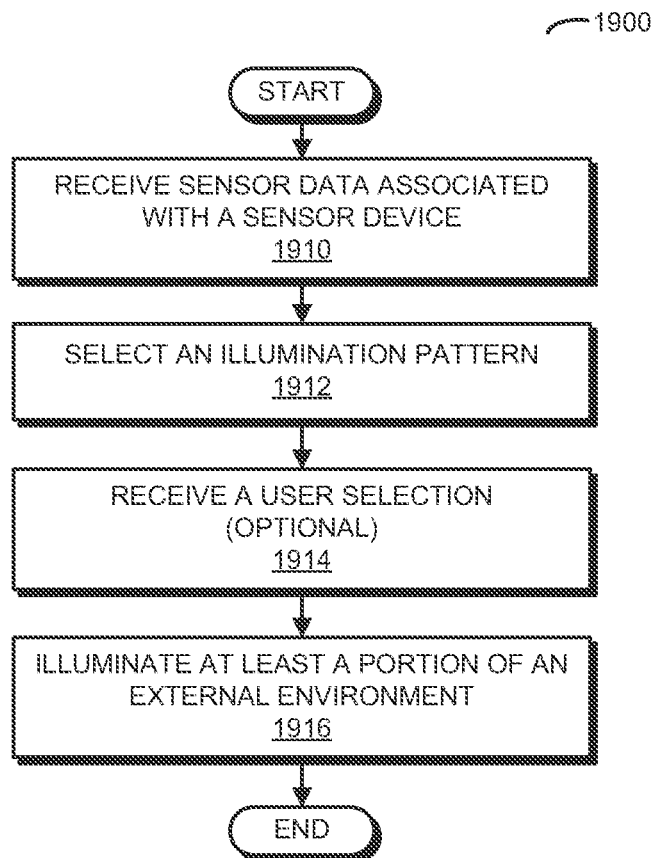 1900
START
RECEIVE SENSOR DATA ASSOCIATED
WITH A SENSOR DEVICE
1910
SELECT AN ILLUMINATION PATTERN
1912
RECEIVE A USER SELECTION
(OPTIONAL)
1914
ILLUMINATE AT LEAST A PORTION OF AN
EXTERNAL ENVIRONMENT
1916
END